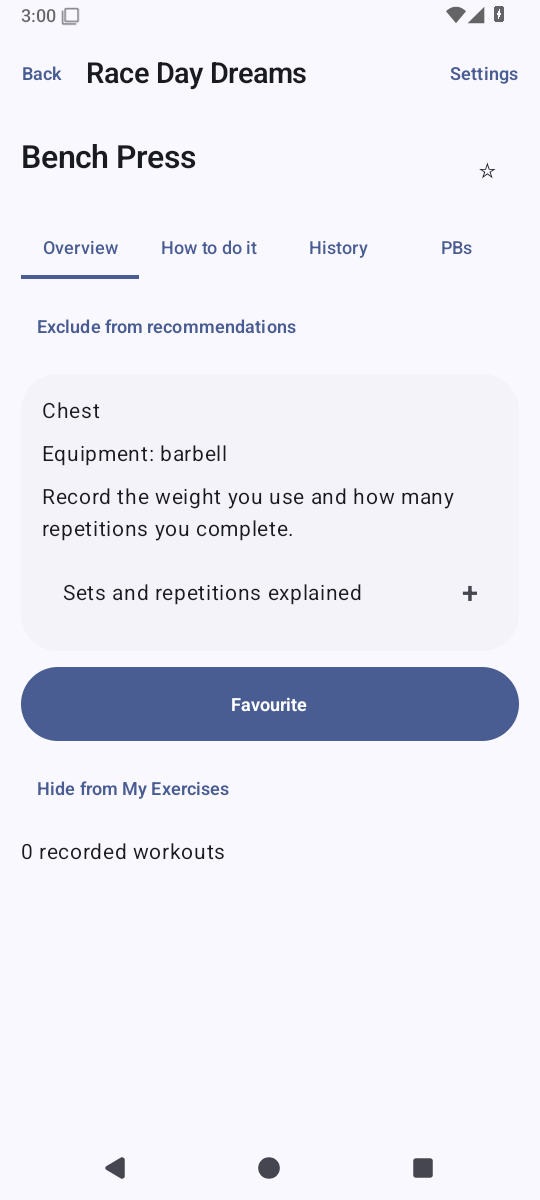 3:00
Back Race Day Dreams Settings
Bench Press
☆
Overview How to do it History PBs
Exclude from recommendations
Chest
Equipment: barbell
Record the weight you use and how many
repetitions you complete.
Sets and repetitions explained +
Favourite
Hide from My Exercises
0 recorded workouts